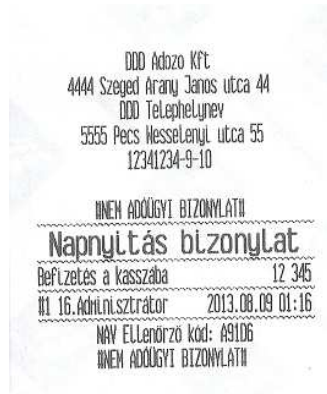 DDD Adozo Kft
4444 Szeged Arany Janos utca 44
DDD Telephelynev
5555 Pecs Wesselenyi utca 55
12341234-9-10
#NEM ADÓÜGYI BIZONYLAT#
Napnyitás bizonylat
Befizetés a kasszába 12 345
#1 16.Adminisztrátor 2013.08.09 01:16
NAV Ellenőrző kód: A91D6
#NEM ADÓÜGYI BIZONYLAT#